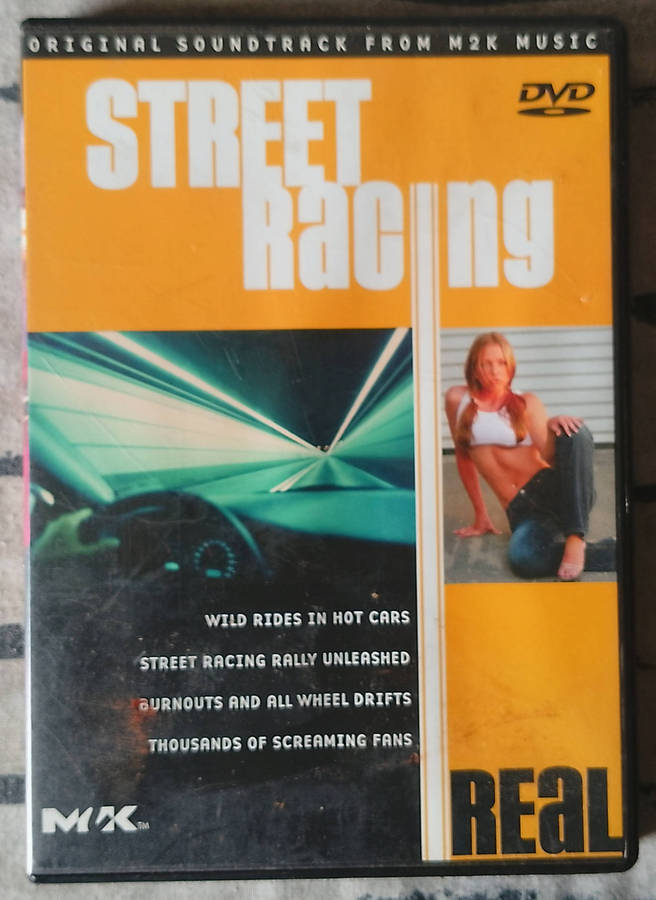 ORIGINAL SOUNDTRACK FROM M2K MUSIC
DVD
STREET
Racing
WILD RIDES IN HOT CARS
STREET RACING RALLY UNLEASHED
BURNOUTS AND ALL WHEEL DRIFTS
THOUSANDS OF SCREAMING FANS
M2K TM
REaL